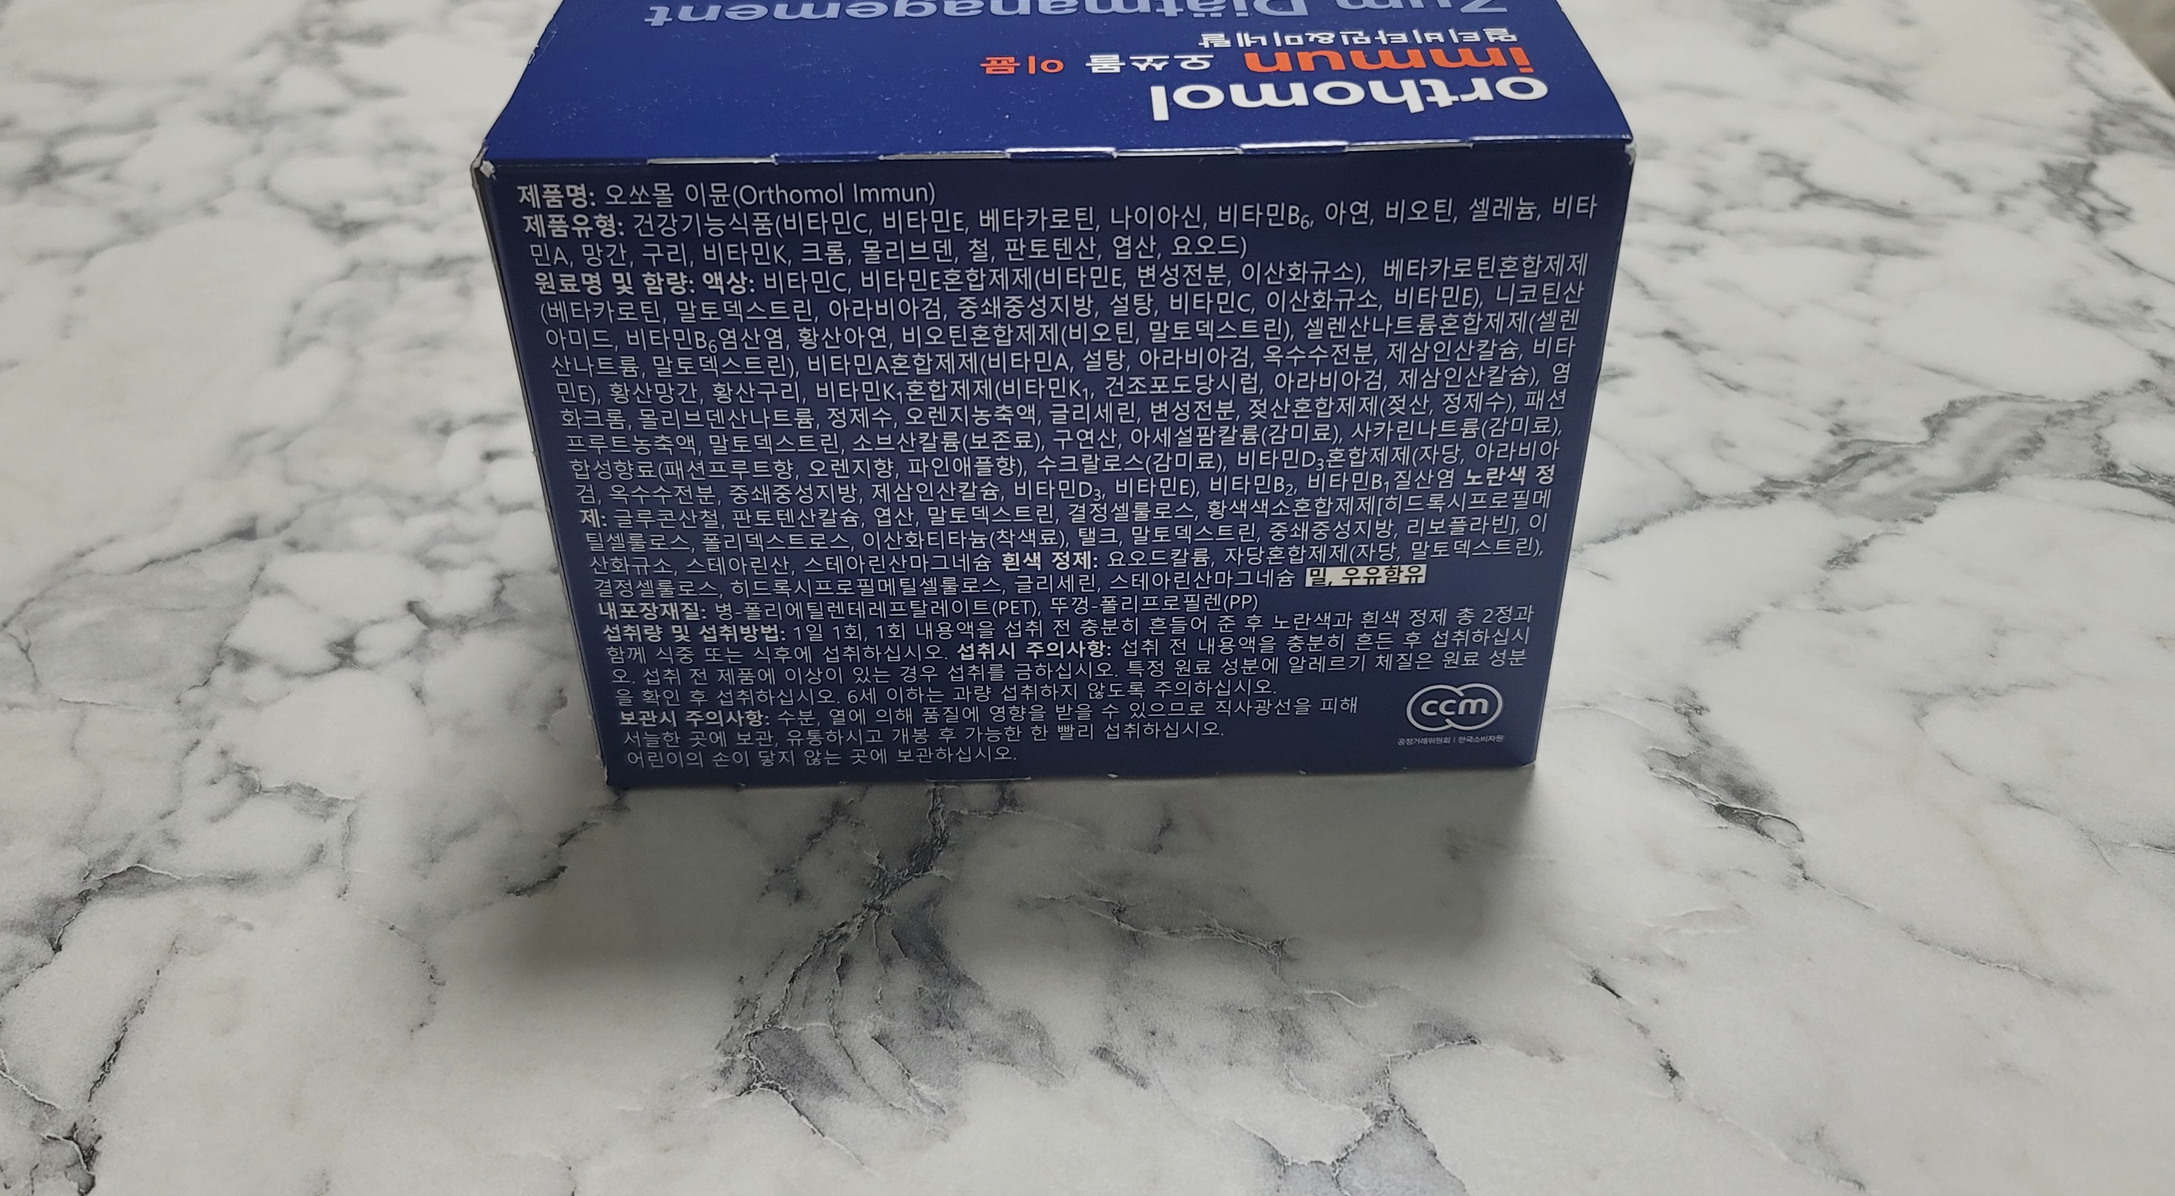 Zum Diätmanagement
멀티비타민&미네랄
immun 오쏘몰 이뮨
orthomol
제품명: 오쏘몰 이뮨(Orthomol Immun)
제품유형: 건강기능식품(비타민C, 비타민E, 베타카로틴, 나이아신, 비타민B₆, 아연, 비오틴, 셀레늄, 비타
민A, 망간, 구리, 비타민K, 크롬, 몰리브덴, 철, 판토텐산, 엽산, 요오드)
원료명 및 함량: 액상: 비타민C, 비타민E혼합제제(비타민E, 변성전분, 이산화규소), 베타카로틴혼합제제
(베타카로틴, 말토덱스트린, 아라비아검, 중쇄중성지방, 설탕, 비타민C, 이산화규소, 비타민E), 니코틴산
아미드, 비타민B₆염산염, 황산아연, 비오틴혼합제제(비오틴, 말토덱스트린), 셀렌산나트륨혼합제제(셀렌
산나트륨, 말토덱스트린), 비타민A혼합제제(비타민A, 설탕, 아라비아검, 옥수수전분, 제삼인산칼슘, 비타
민E), 황산망간, 황산구리, 비타민K₁혼합제제(비타민K₁, 건조포도당시럽, 아라비아검, 제삼인산칼슘), 염
화크롬, 몰리브덴산나트륨, 정제수, 오렌지농축액, 글리세린, 변성전분, 젖산혼합제제(젖산, 정제수), 패션
프루트농축액, 말토덱스트린, 소브산칼륨(보존료), 구연산, 아세설팜칼륨(감미료), 사카린나트륨(감미료),
합성향료(패션프루트향, 오렌지향, 파인애플향), 수크랄로스(감미료), 비타민D₃혼합제제(자당, 아라비아
검, 옥수수전분, 중쇄중성지방, 제삼인산칼슘, 비타민D₃, 비타민E), 비타민B₂, 비타민B₁질산염 노란색 정
제: 글루콘산철, 판토텐산칼슘, 엽산, 말토덱스트린, 결정셀룰로스, 황색색소혼합제제[히드록시프로필메
틸셀룰로스, 폴리덱스트로스, 이산화티타늄(착색료), 탤크, 말토덱스트린, 중쇄중성지방, 리보플라빈], 이
산화규소, 스테아린산, 스테아린산마그네슘 흰색 정제: 요오드칼륨, 자당혼합제제(자당, 말토덱스트린),
결정셀룰로스, 히드록시프로필메틸셀룰로스, 글리세린, 스테아린산마그네슘 밀, 우유함유
내포장재질: 병-폴리에틸렌테레프탈레이트(PET), 뚜껑-폴리프로필렌(PP)
섭취량 및 섭취방법: 1일 1회, 1회 내용액을 섭취 전 충분히 흔들어 준 후 노란색과 흰색 정제 총 2정과
함께 식중 또는 식후에 섭취하십시오. 섭취시 주의사항: 섭취 전 내용액을 충분히 흔든 후 섭취하십시
오. 섭취 전 제품에 이상이 있는 경우 섭취를 금하십시오. 특정 원료 성분에 알레르기 체질은 원료 성분
을 확인 후 섭취하십시오. 6세 이하는 과량 섭취하지 않도록 주의하십시오.
보관시 주의사항: 수분, 열에 의해 품질에 영향을 받을 수 있으므로 직사광선을 피해
서늘한 곳에 보관, 유통하시고 개봉 후 가능한 한 빨리 섭취하십시오.
어린이의 손이 닿지 않는 곳에 보관하십시오.
ccm
공정거래위원회 | 한국소비자원